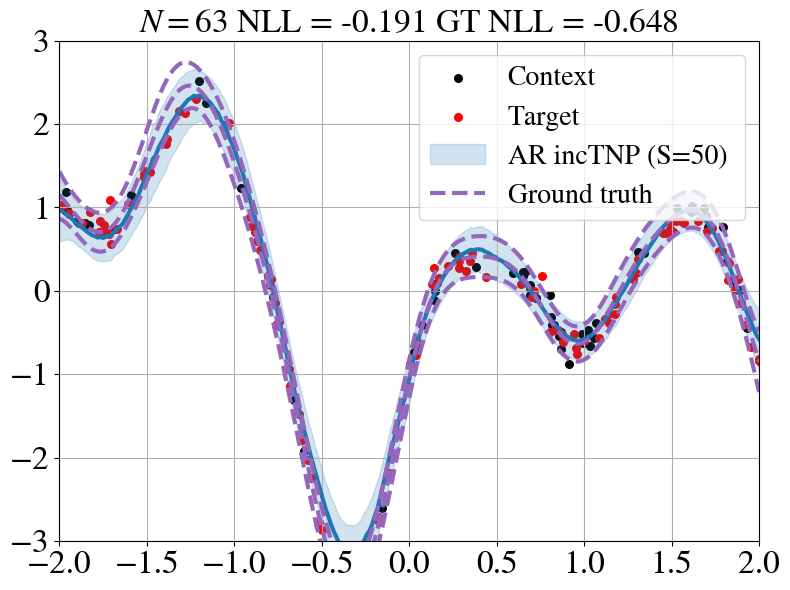 N = 63 NLL = -0.191 GT NLL = -0.648
3
2
1
0
−1
−2
−3
Context
Target
AR incTNP (S=50)
Ground truth
−2.0 −1.5 −1.0 −0.5 0.0 0.5 1.0 1.5 2.0